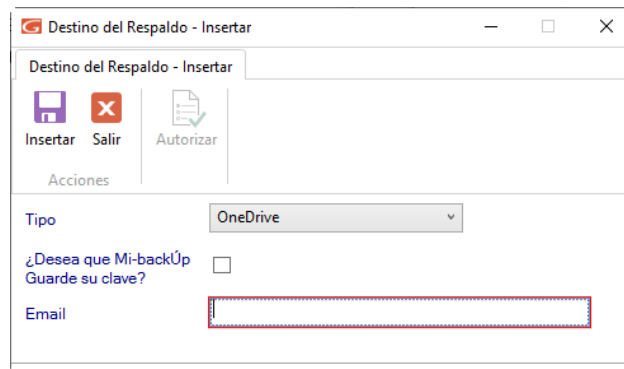 Destino del Respaldo - Insertar
Destino del Respaldo - Insertar
Insertar Salir Autorizar
Acciones
Tipo OneDrive
¿Desea que Mi-backÚp
Guarde su clave?
Email